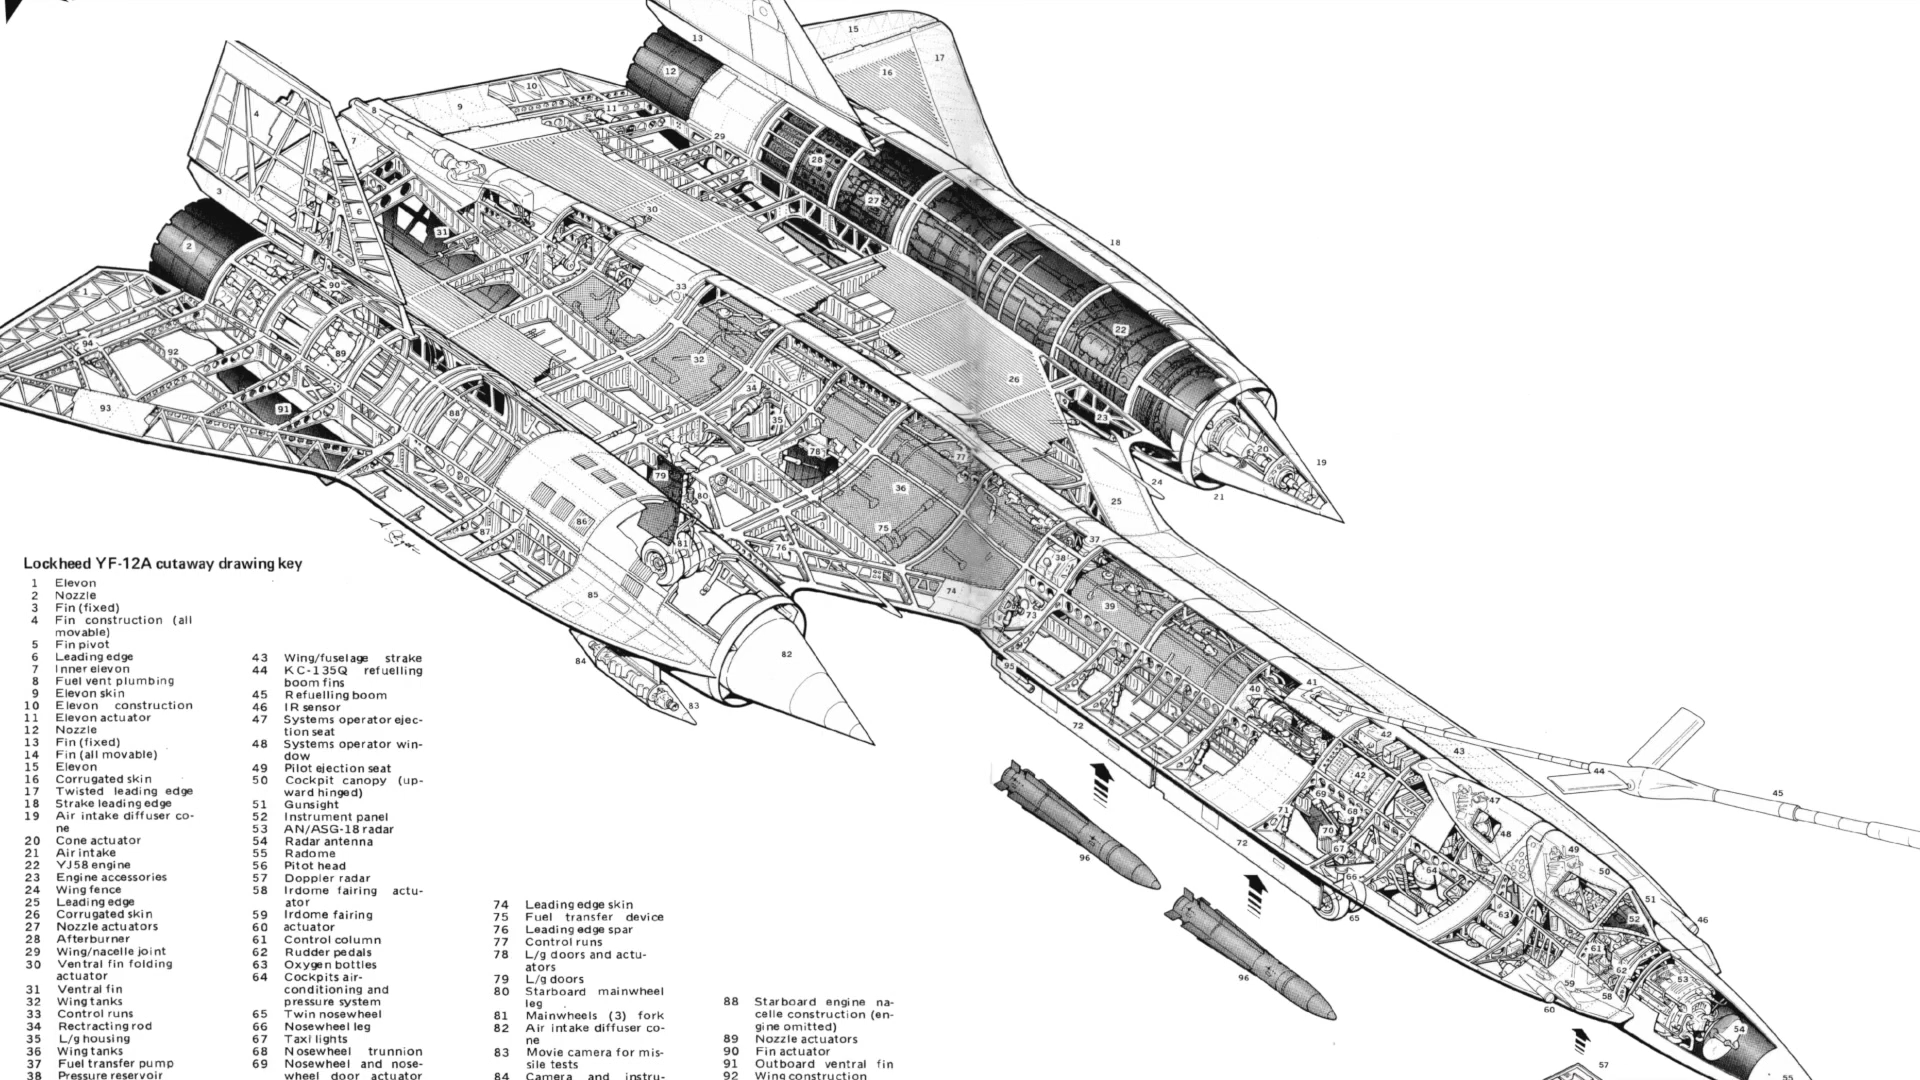 Lockheed YF-12A cutaway drawing key
1 Elevon
2 Nozzle
3 Fin (fixed)
4 Fin construction (all
movable)
5 Fin pivot
6 Leading edge
7 Inner elevon
8 Fuel vent plumbing
9 Elevon skin
10 Elevon construction
11 Elevon actuator
12 Nozzle
13 Fin (fixed)
14 Fin (all movable)
15 Elevon
16 Corrugated skin
17 Twisted leading edge
18 Strake leading edge
19 Air intake diffuser co-
ne
20 Cone actuator
21 Air intake
22 YJ58 engine
23 Engine accessories
24 Wing fence
25 Leading edge
26 Corrugated skin
27 Nozzle actuators
28 Afterburner
29 Wing/nacelle joint
30 Ventral fin folding
actuator
31 Ventral fin
32 Wing tanks
33 Control runs
34 Rectracting rod
35 L/g housing
36 Wing tanks
37 Fuel transfer pump
38 Pressure reservoir
43 Wing/fuselage strake
44 KC-135Q refuelling
boom fins
45 Refuelling boom
46 IR sensor
47 Systems operator ejec-
tion seat
48 Systems operator win-
dow
49 Pilot ejection seat
50 Cockpit canopy (up-
ward hinged)
51 Gunsight
52 Instrument panel
53 AN/ASG-18 radar
54 Radar antenna
55 Radome
56 Pitot head
57 Doppler radar
58 Irdome fairing actu-
ator
59 Irdome fairing
60 actuator
61 Control column
62 Rudder pedals
63 Oxygen bottles
64 Cockpits air-
conditioning and
pressure system
65 Twin nosewheel
66 Nosewheel leg
67 Taxi lights
68 Nosewheel trunnion
69 Nosewheel and nose-
wheel door actuator
74 Leading edge skin
75 Fuel transfer device
76 Leading edge spar
77 Control runs
78 L/g doors and actu-
ators
79 L/g doors
80 Starboard mainwheel
leg
81 Mainwheels (3) fork
82 Air intake diffuser co-
ne
83 Movie camera for mis-
sile tests
84 Camera and instru-
88 Starboard engine na-
celle construction (en-
gine omitted)
89 Nozzle actuators
90 Fin actuator
91 Outboard ventral fin
92 Wing construction